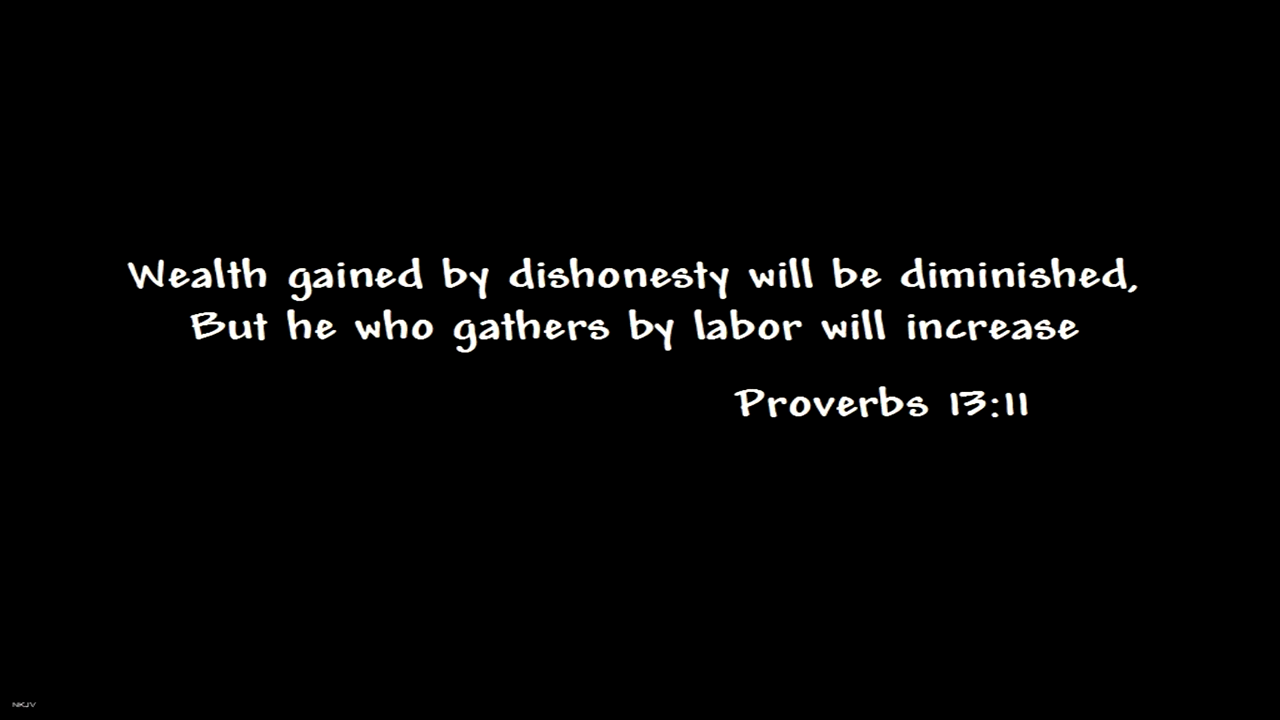 Wealth gained by dishonesty will be diminished,
But he who gathers by labor will increase
Proverbs 13:11
NKJV